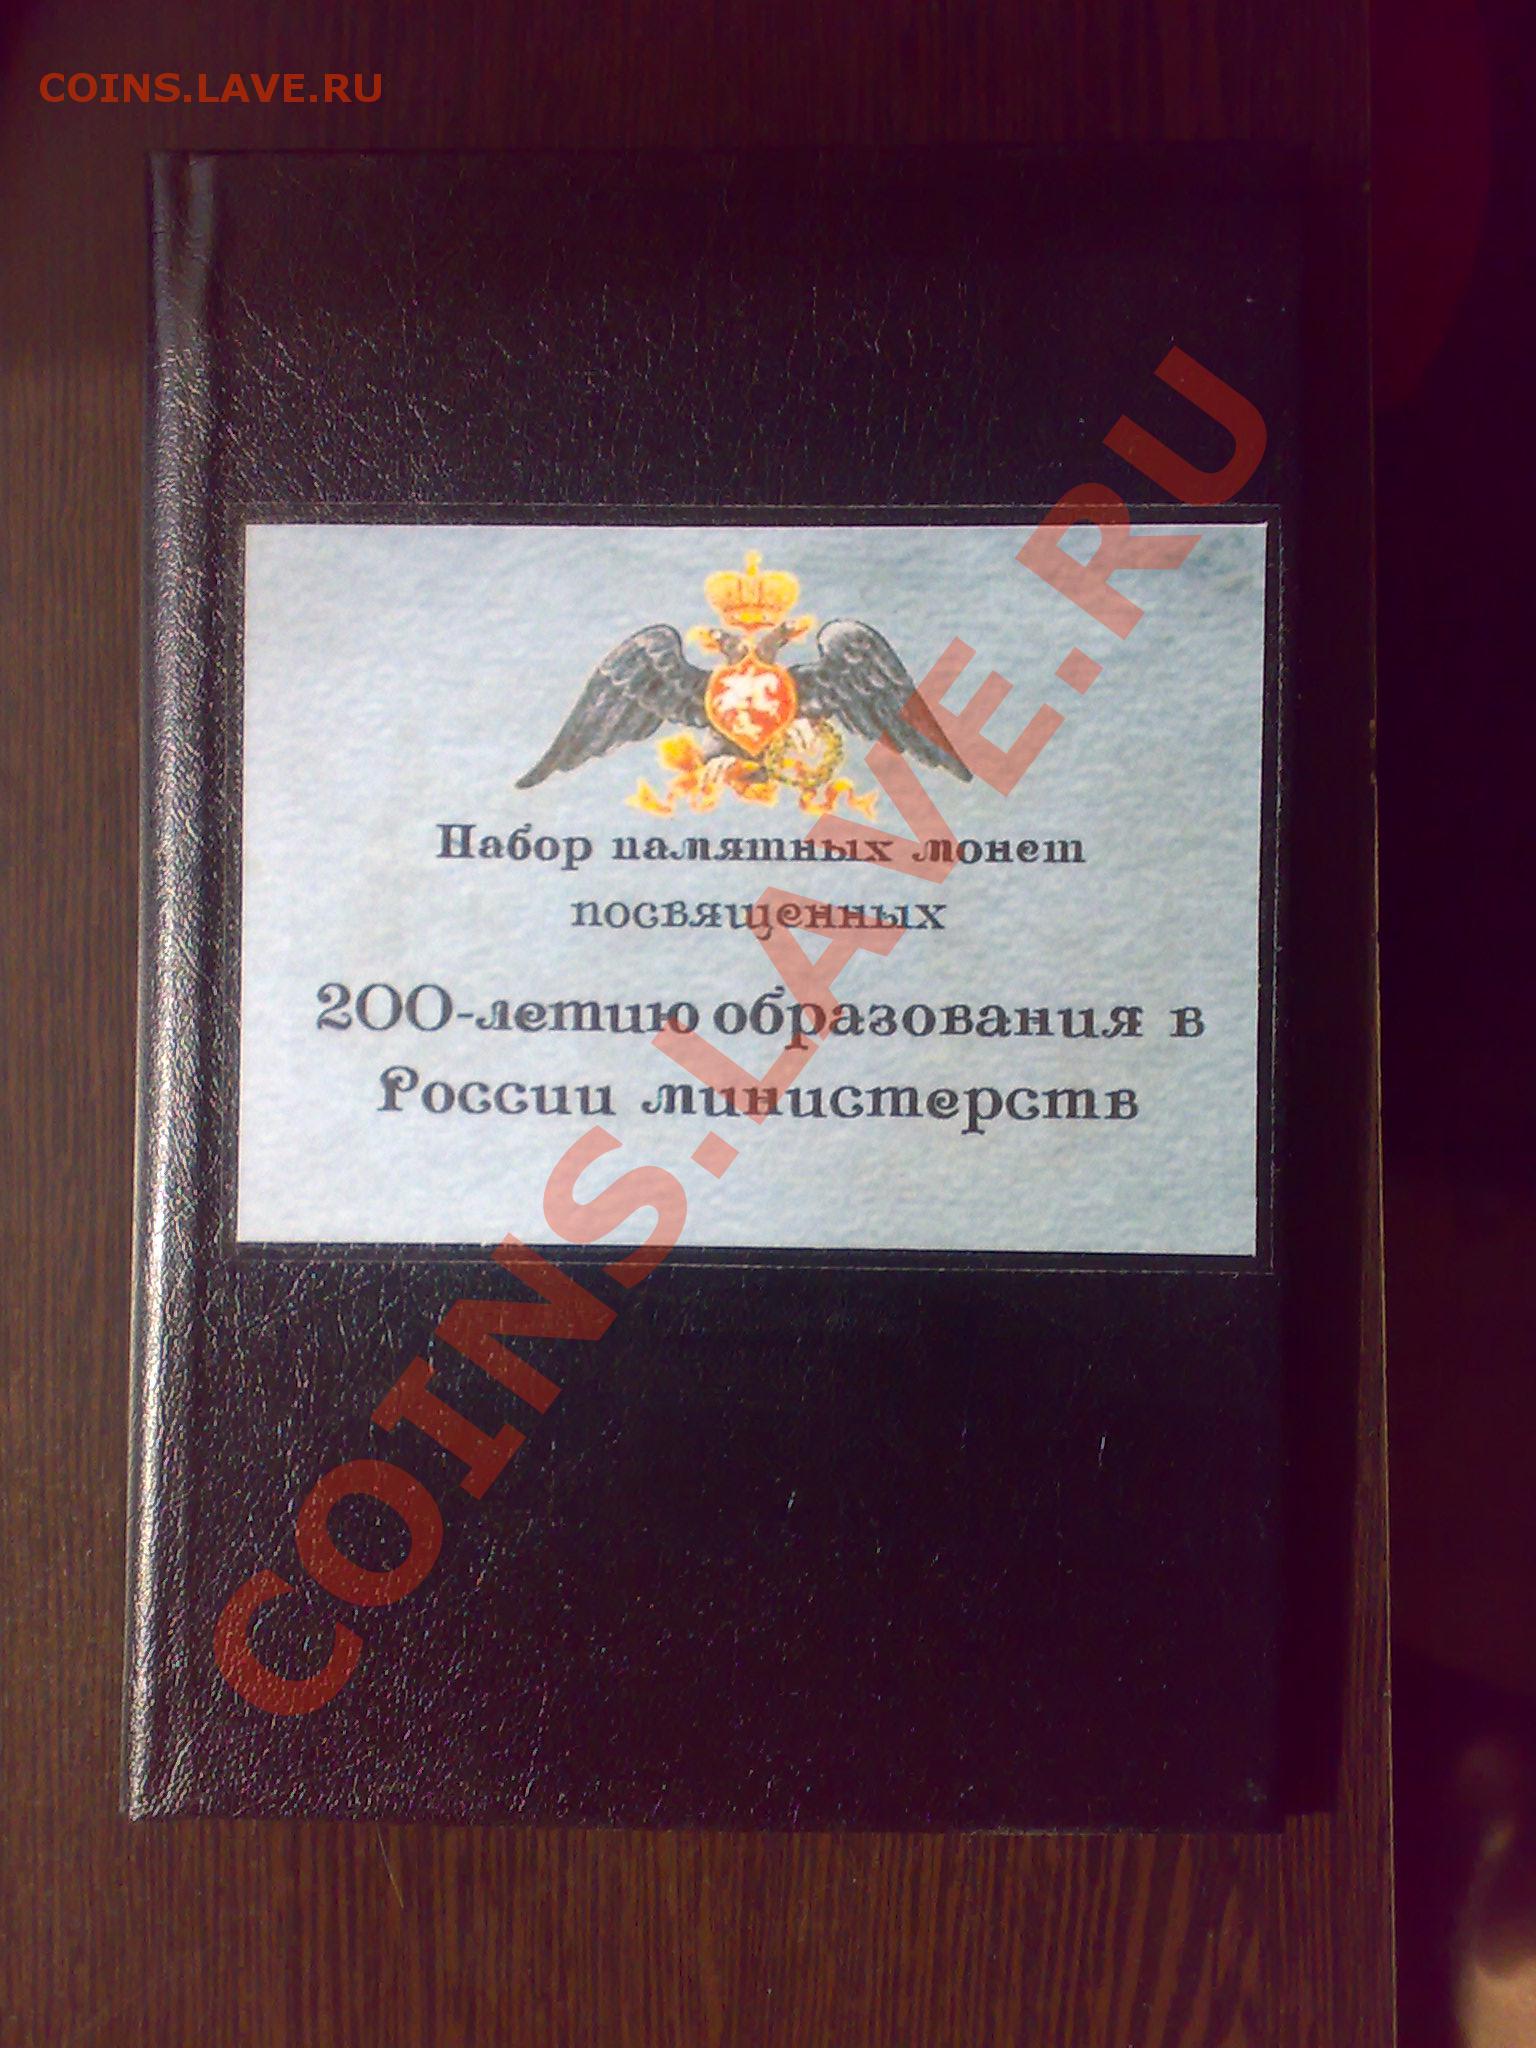 COINS.LAVE.RU
Набор памятных монет
посвященных
200-летию образования в
России министерств
COINS.LAVE.RU